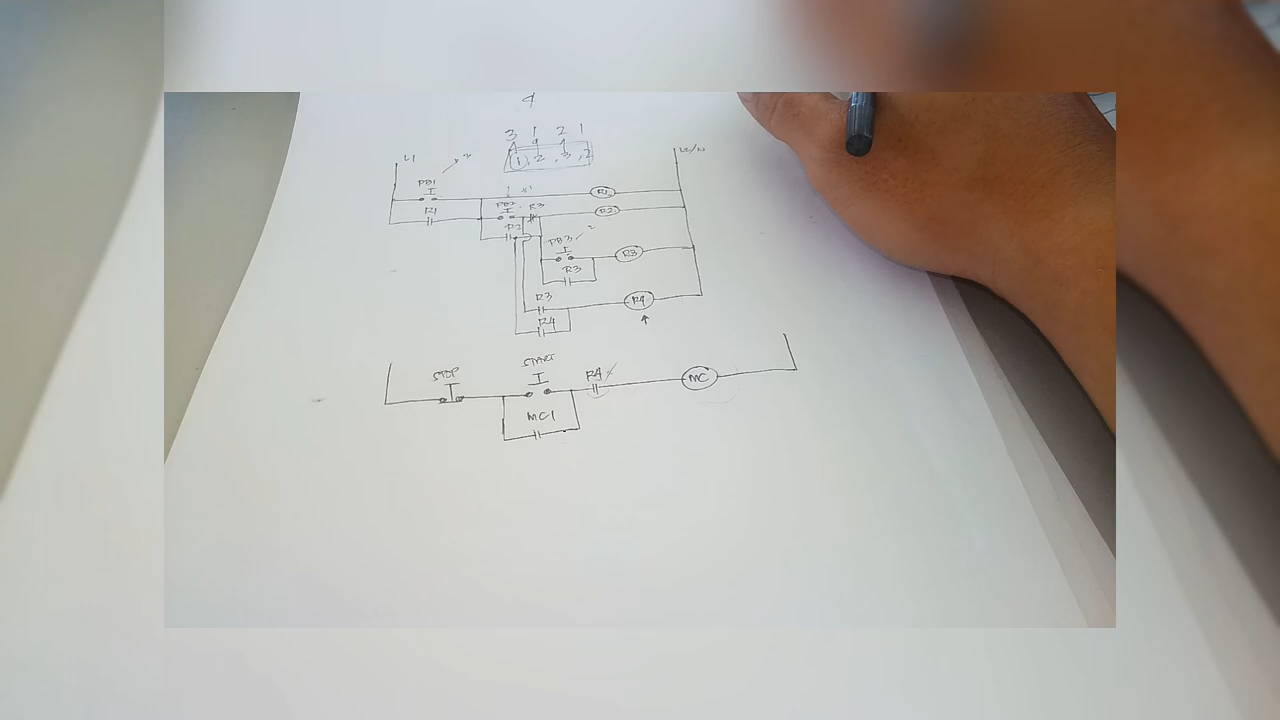 4
3 1 2 1
1, 2, 3, 2
L1
L2/N
PB1
R1
R1
PB2 R3
R2
R2
PB3
R3
R3
R3
R4
R4
STOP
START
R4
MC
MC1